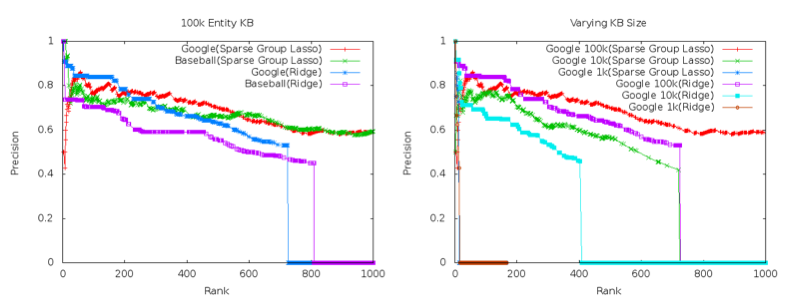 100k Entity KB
Google(Sparse Group Lasso)
Baseball(Sparse Group Lasso)
Google(Ridge)
Baseball(Ridge)
1
0.8
0.6
0.4
0.2
0
Precision
0 200 400 600 800 1000
Rank
Varying KB Size
Google 100k(Sparse Group Lasso)
Google 10k(Sparse Group Lasso)
Google 1k(Sparse Group Lasso)
Google 100k(Ridge)
Google 10k(Ridge)
Google 1k(Ridge)
1
0.8
0.6
0.4
0.2
0
Precision
0 200 400 600 800 1000
Rank